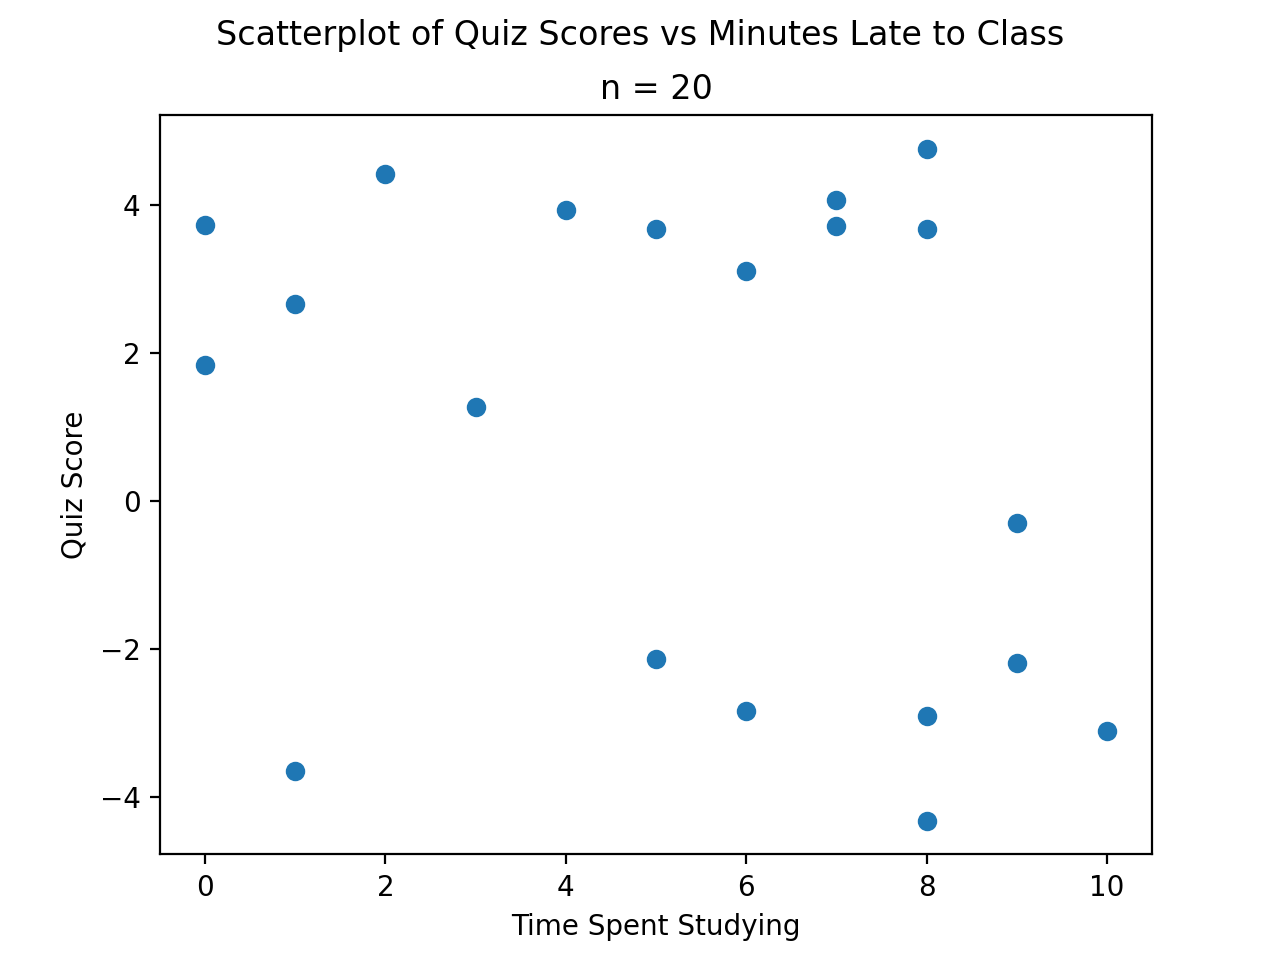 Scatterplot of Quiz Scores vs Minutes Late to Class
n = 20
4
2
0
−2
−4
Quiz Score
0 2 4 6 8 10
Time Spent Studying